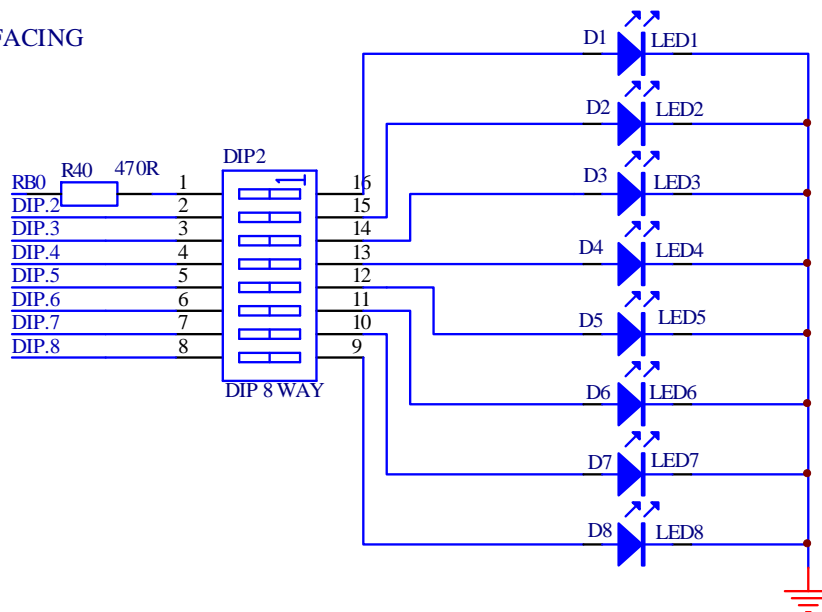 FACING
D1 LED1
D2 LED2
DIP2
R40 470R
RB0 1 16
D3 LED3
DIP.2 2 15
DIP.3 3 14
DIP.4 4 13
D4 LED4
DIP.5 5 12
DIP.6 6 11
D5 LED5
DIP.7 7 10
DIP.8 8 9
DIP 8 WAY
D6 LED6
D7 LED7
D8 LED8